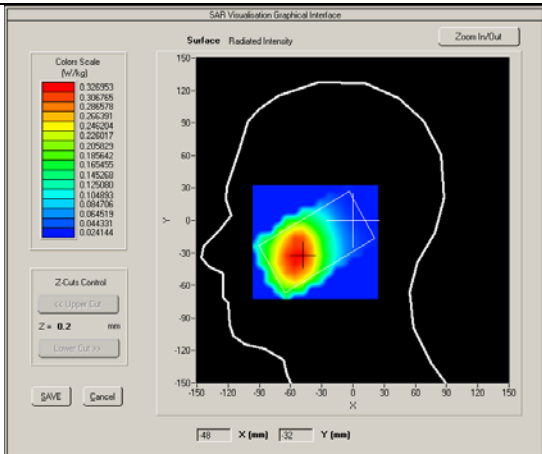 SAR Visualisation Graphical Interface
Surface Radiated Intensity
Zoom In/Out
Colors Scale
(W/kg)
0.326953
0.306765
0.286578
0.266391
0.246204
0.226017
0.205829
0.185642
0.165455
0.145268
0.125080
0.104893
0.084706
0.064519
0.044331
0.024144
Z-Cuts Control
<< Upper Cut
Z = 0.2 mm
Lower Cut >>
SAVE Cancel
150
120
90
60
30
0
-30
-60
-90
-120
-150
Y
-150 -120 -90 -60 -30 0 30 60 90 120 150
X
-48 X (mm) -32 Y (mm)